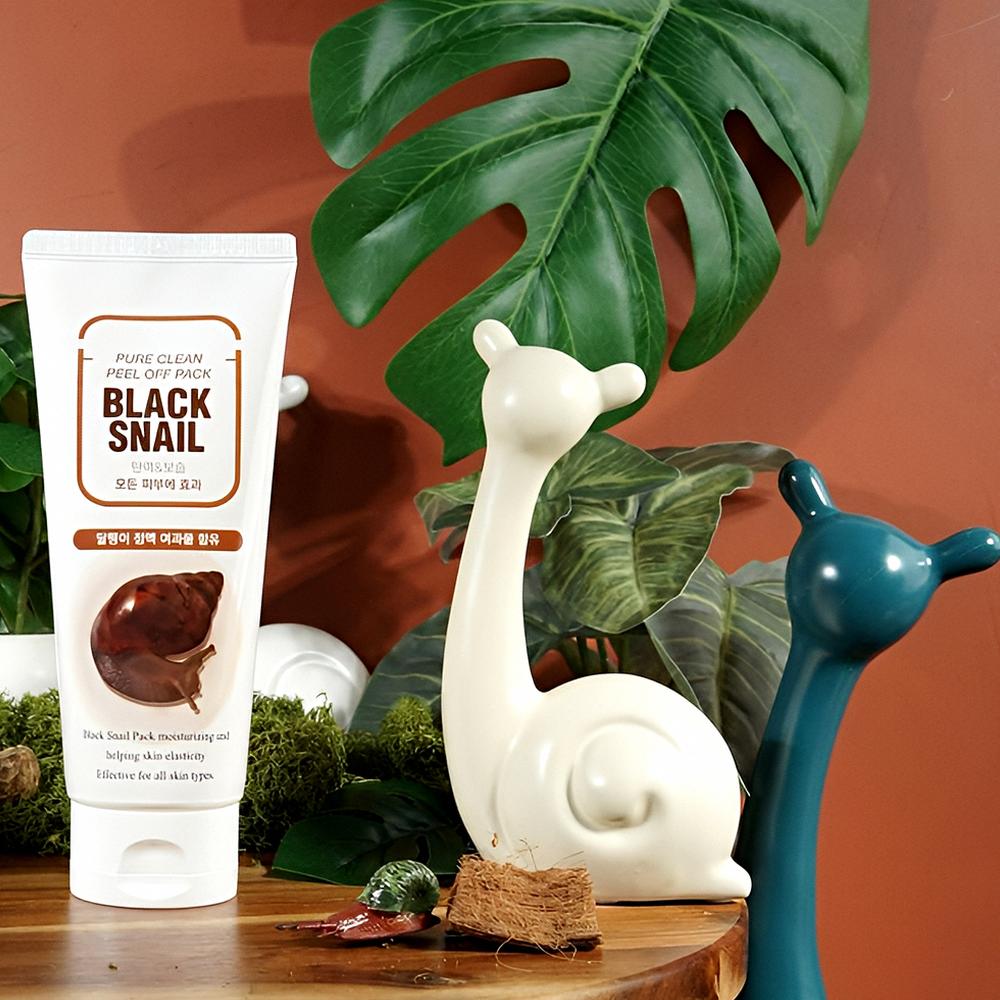 PURE CLEAN
PEEL OFF PACK
BLACK
SNAIL
모든 피부에 효과
달팽이 점액 여과물 함유
Black Snail Pack moisturizing and
helping skin elasticity
Effective for all skin types